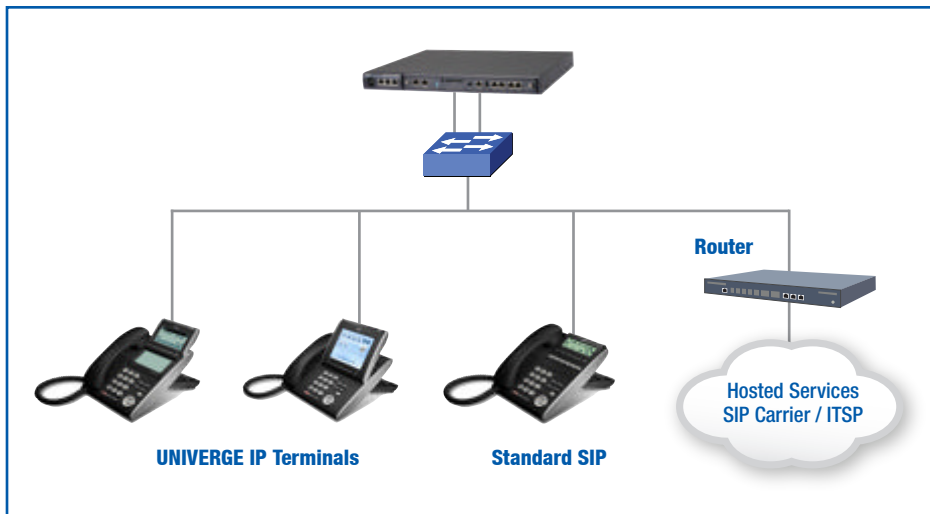 Router
Hosted Services
SIP Carrier / ITSP
UNIVERGE IP Terminals
Standard SIP